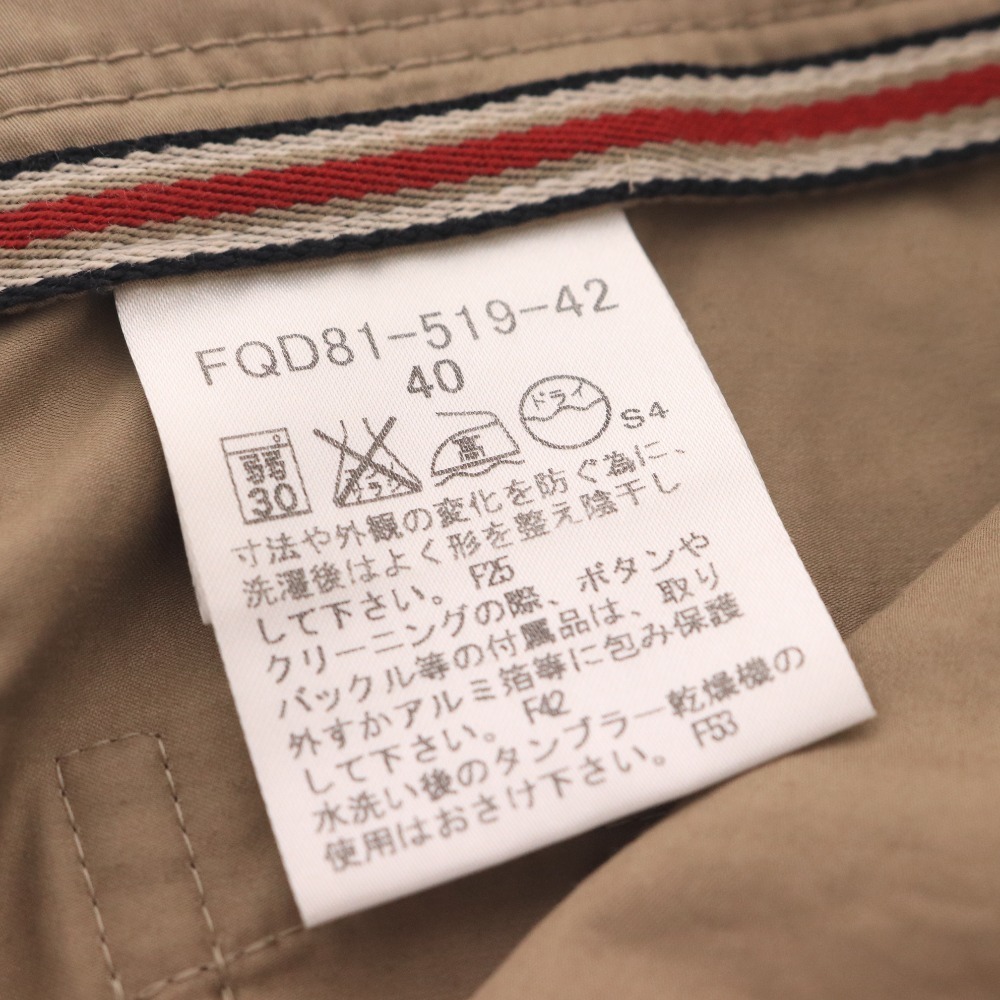 FQD81-519-42
40
30 高 ドライ S4
寸法や外観の変化を防ぐ為に、
洗濯後はよく形を整え陰干し
して下さい。 F25
クリーニングの際、ボタンや
バックル等の付属品は、取り
外すかアルミ箔等に包み保護
して下さい。 F42
水洗い後のタンブラー乾燥機の
使用はおさけ下さい。 F53